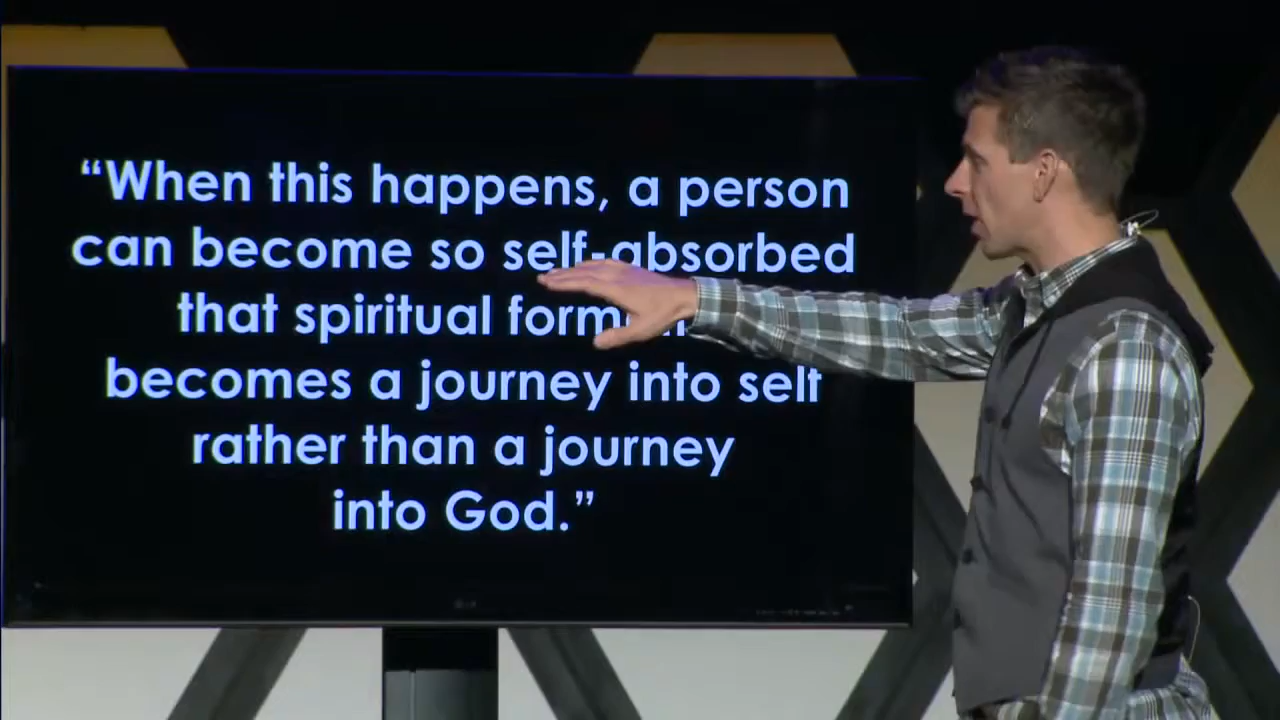 “When this happens, a person
can become so self-absorbed
that spiritual
becomes a journey into self
rather than a journey
into God.”